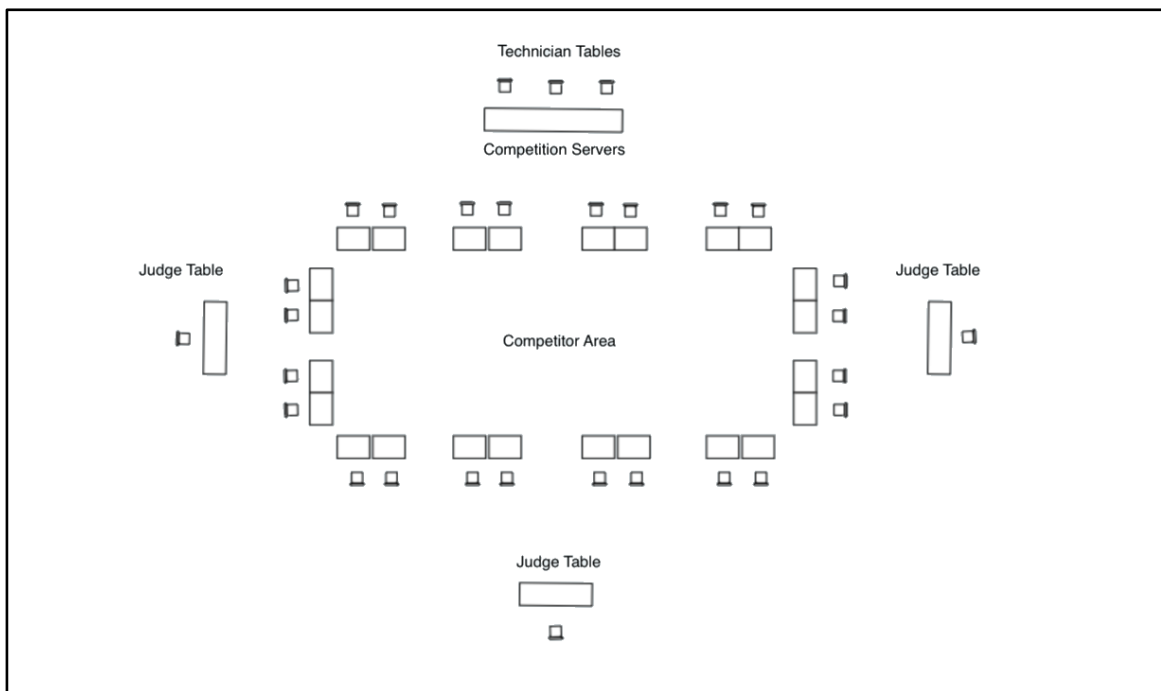 Technician Tables
Competition Servers
Judge Table
Judge Table
Competitor Area
Judge Table